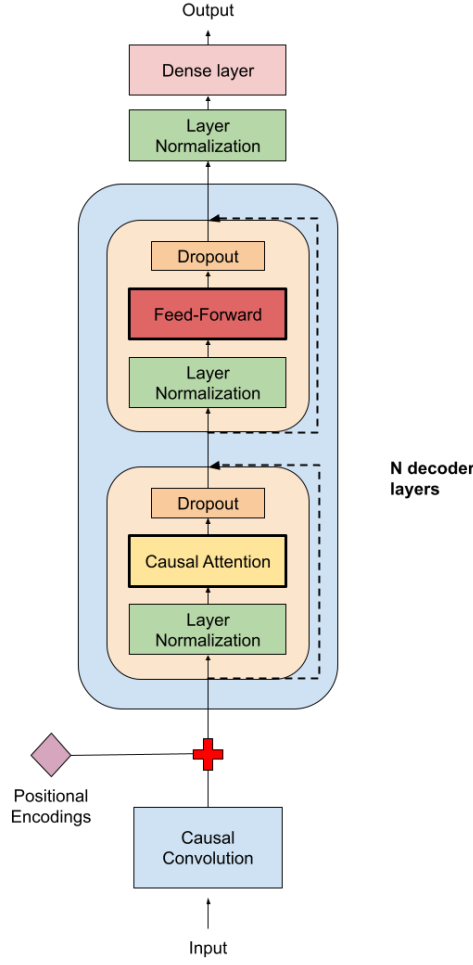 Output
Dense layer
Layer
Normalization
Dropout
Feed-Forward
Layer
Normalization
N decoder
layers
Dropout
Causal Attention
Layer
Normalization
Positional
Encodings
Causal
Convolution
Input